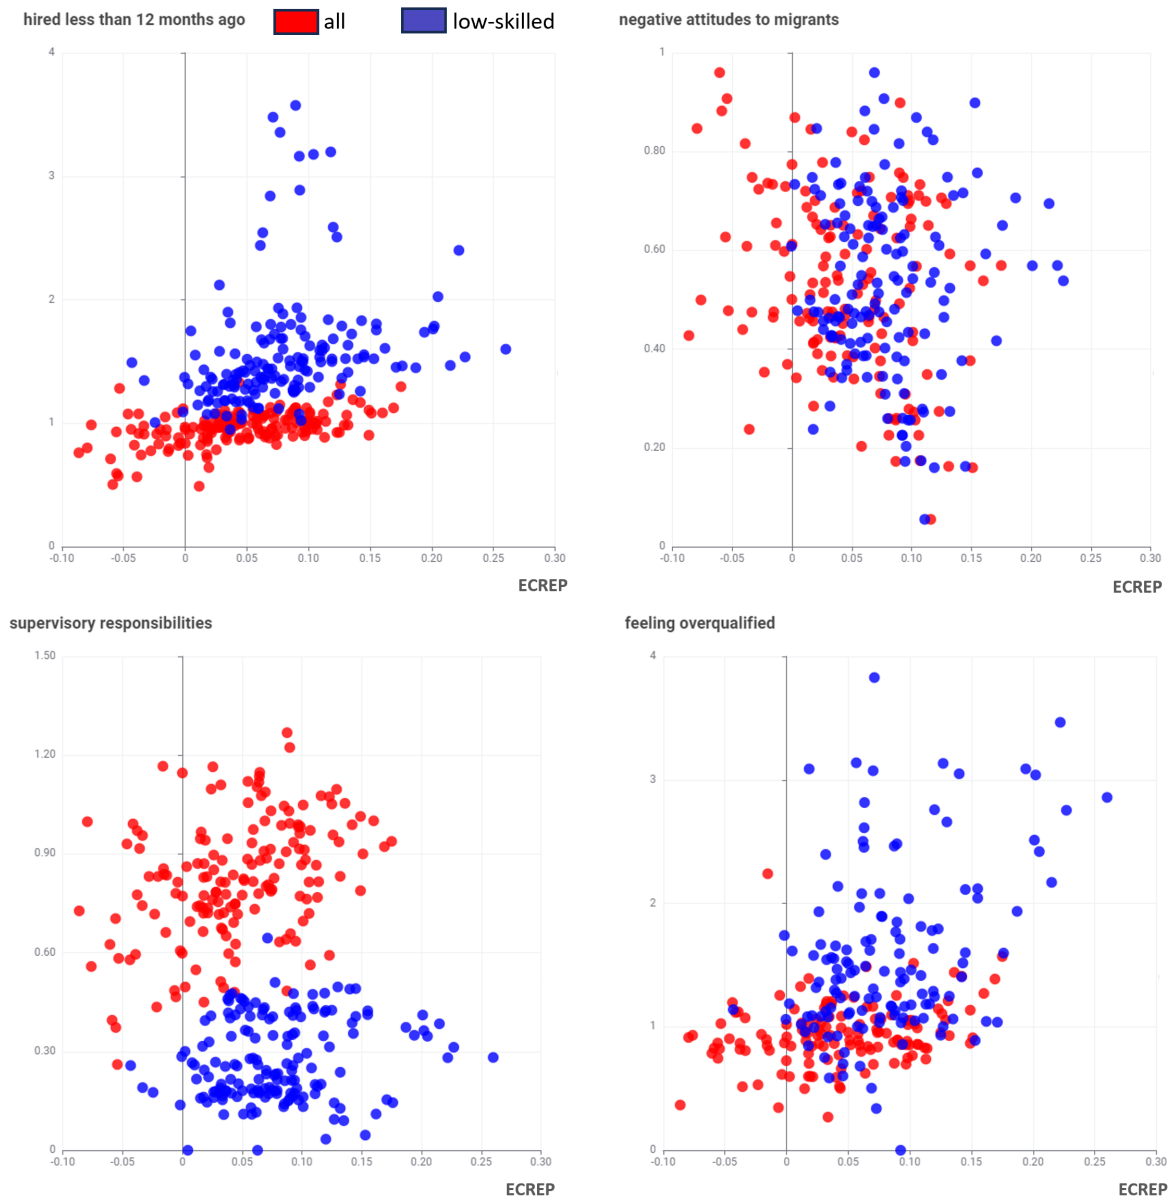 hired less than 12 months ago
all
low-skilled
4
3
2
1
0
-0.10 -0.05 0 0.05 0.10 0.15 0.20 0.25 0.30
ECREP
negative attitudes to migrants
1
0.80
0.60
0.40
0.20
0
-0.10 -0.05 0 0.05 0.10 0.15 0.20 0.25 0.30
ECREP
supervisory responsibilities
1.50
1.20
0.90
0.60
0.30
0
-0.10 -0.05 0 0.05 0.10 0.15 0.20 0.25 0.30
ECREP
feeling overqualified
4
3
2
1
0
-0.10 -0.05 0 0.05 0.10 0.15 0.20 0.25 0.30
ECREP